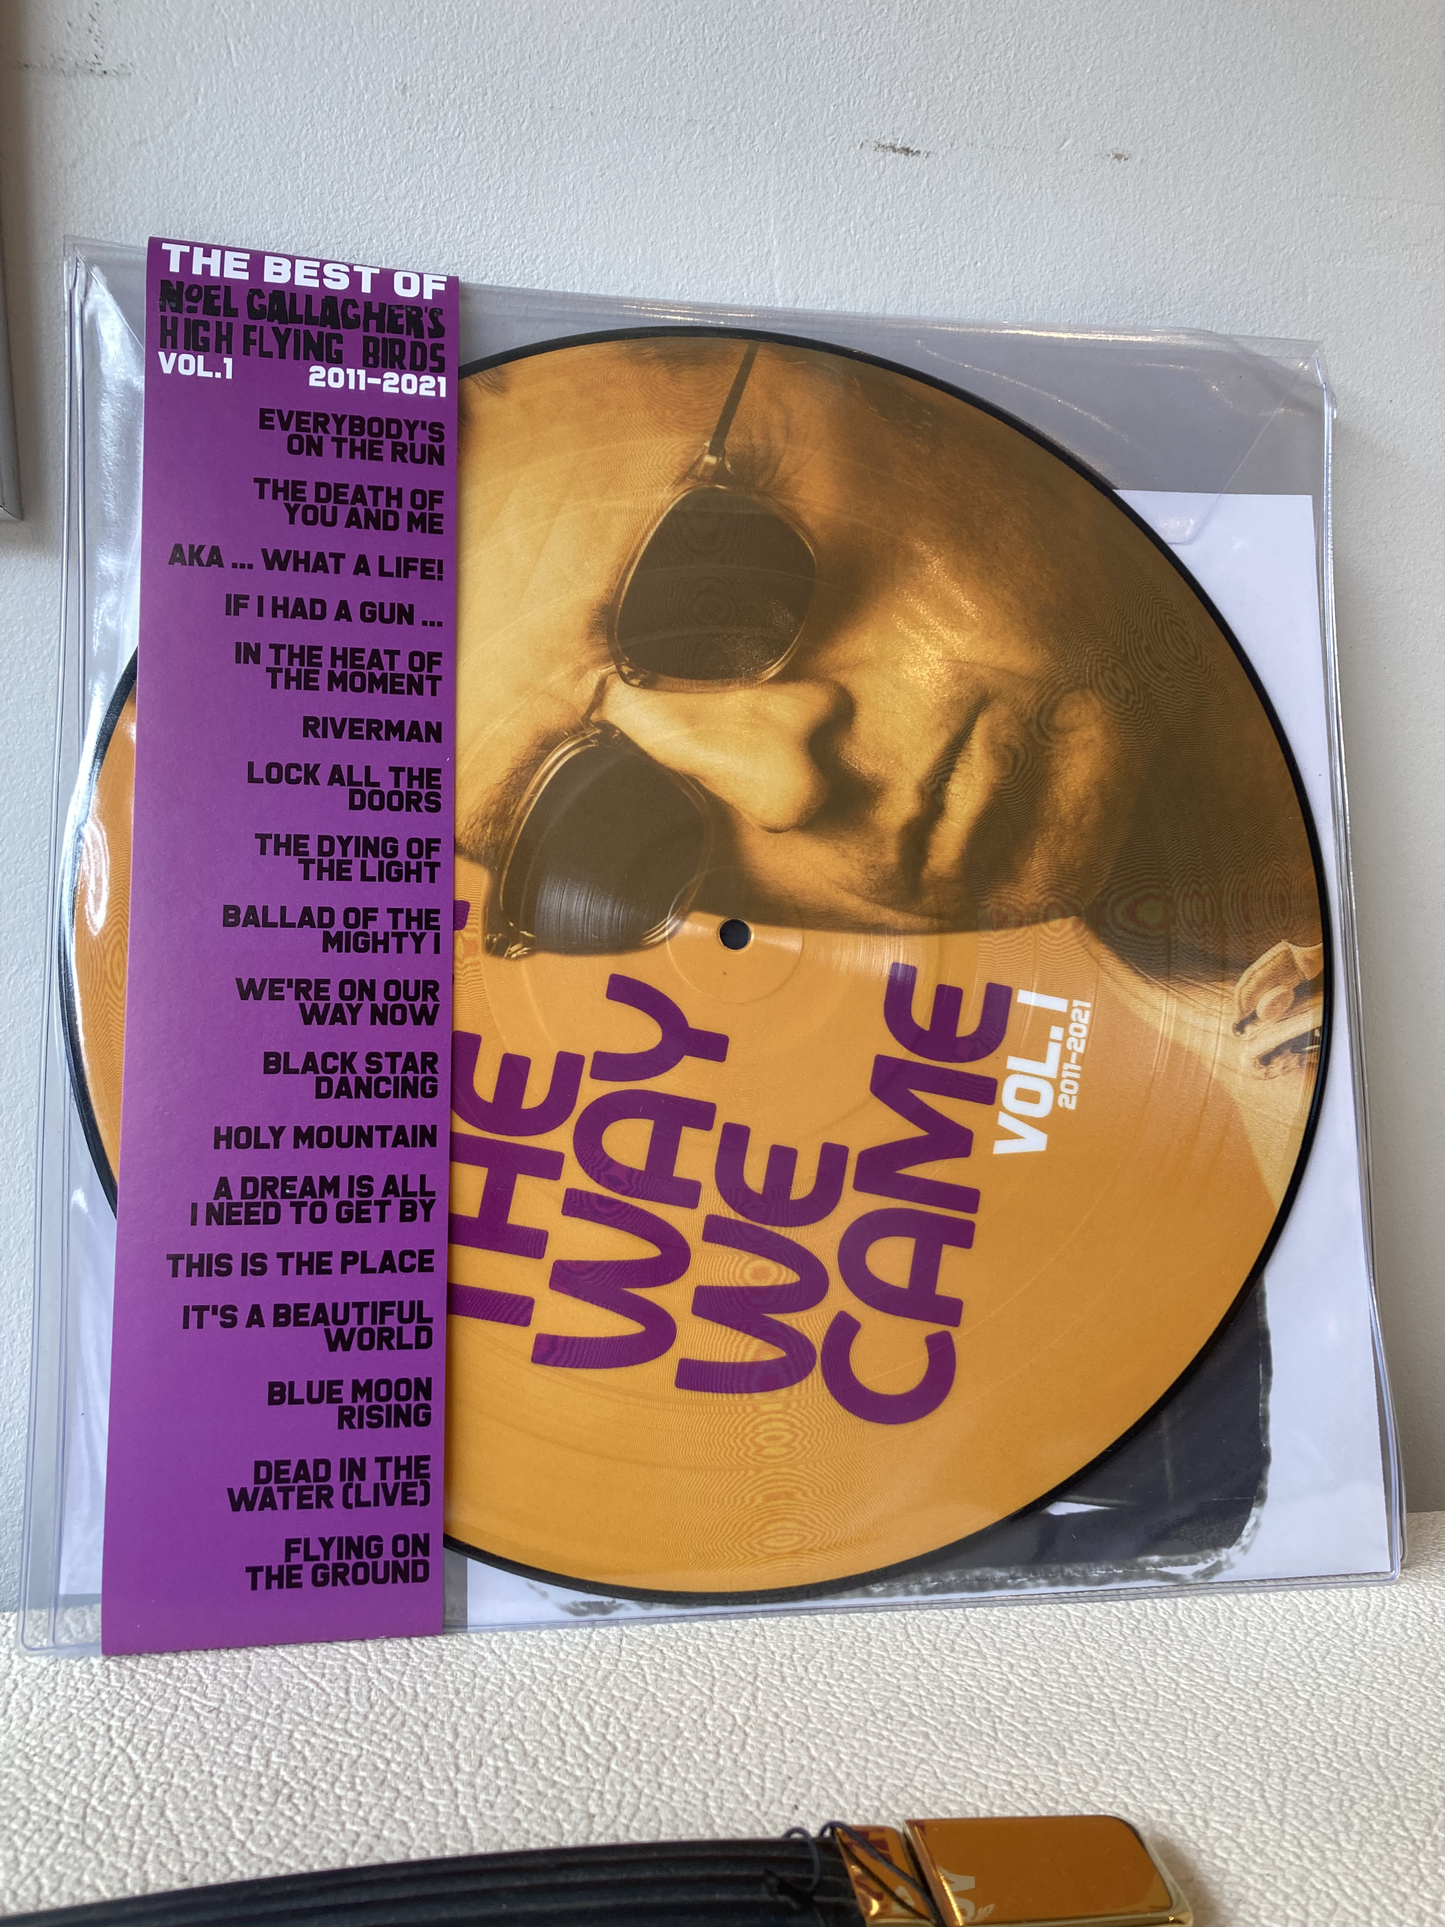 THE BEST OF
NOEL GALLAGHER'S
HIGH FLYING BIRDS
VOL.1 2011-2021
EVERYBODY'S
ON THE RUN
THE DEATH OF
YOU AND ME
AKA ... WHAT A LIFE!
IF I HAD A GUN ...
IN THE HEAT OF
THE MOMENT
RIVERMAN
LOCK ALL THE
DOORS
THE DYING OF
THE LIGHT
BALLAD OF THE
MIGHTY I
WE'RE ON OUR
WAY NOW
BLACK STAR
DANCING
HOLY MOUNTAIN
A DREAM IS ALL
I NEED TO GET BY
THIS IS THE PLACE
IT'S A BEAUTIFUL
WORLD
BLUE MOON
RISING
DEAD IN THE
WATER (LIVE)
FLYING ON
THE GROUND
THE
WAY
WE
CAME
VOL. 1
2011-2021